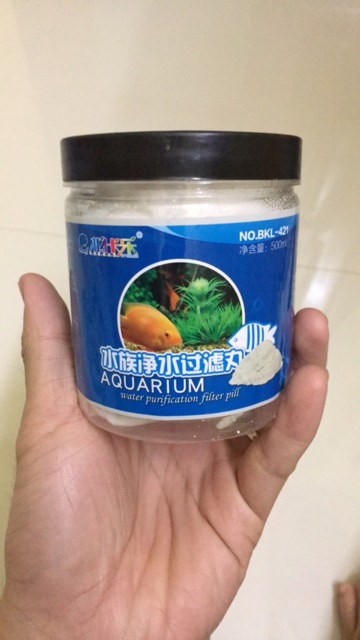 NO.BKL-421
净含量: 500ml
水族净水过滤丸
AQUARIUM
water purification filter pill